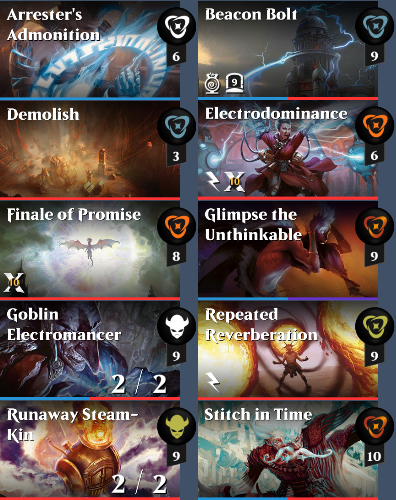 Arrester's
Admonition
6
Beacon Bolt
9
9
Demolish
3
Electrodominance
X
10
6
Finale of Promise
X
10
8
Glimpse the
Unthinkable
9
Goblin
Electromancer
2 / 2
9
Repeated
Reverberation
9
Runaway Steam-
Kin
2 / 2
9
Stitch in Time
10